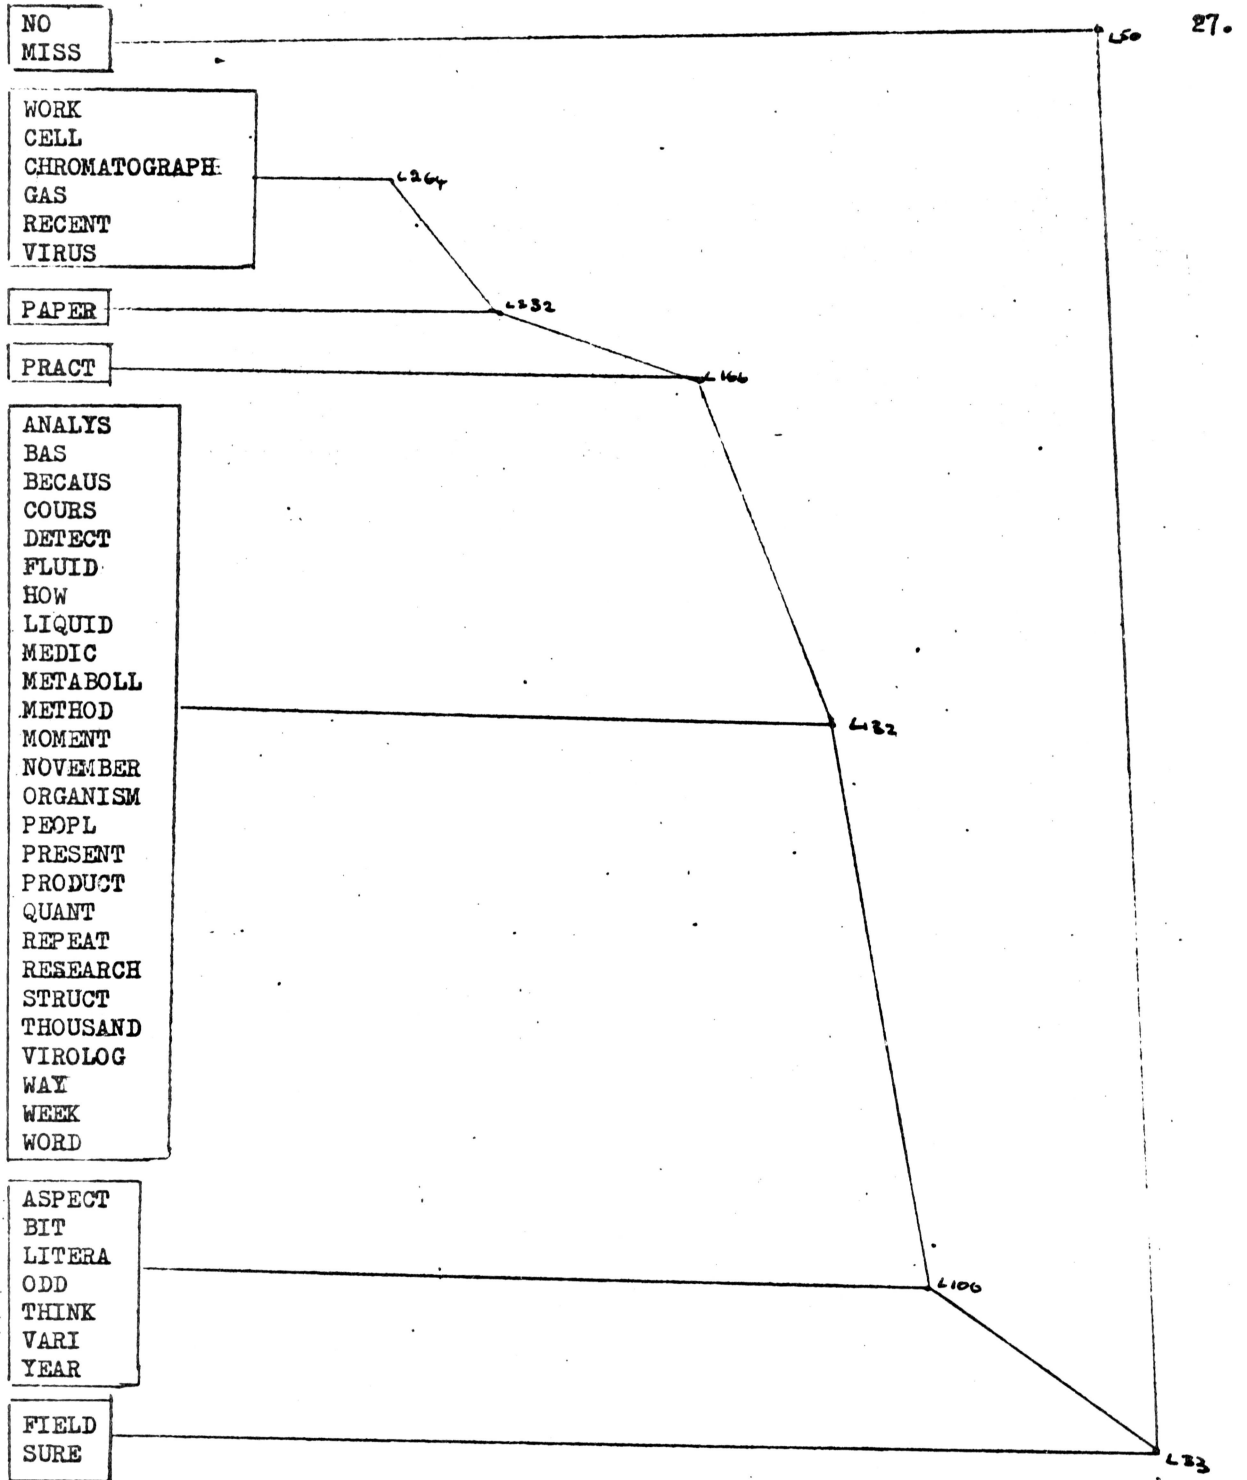 NO
MISS
L50
27.
WORK
CELL
CHROMATOGRAPH
GAS
RECENT
VIRUS
L264
PAPER
L232
PRACT
L166
ANALYS
BAS
BECAUS
COURS
DETECT
FLUID
HOW
LIQUID
MEDIC
METABOLL
METHOD
MOMENT
NOVEMBER
ORGANISM
PEOPL
PRESENT
PRODUCT
QUANT
REPEAT
RESEARCH
STRUCT
THOUSAND
VIROLOG
WAY
WEEK
WORD
L132
ASPECT
BIT
LITERA
ODD
THINK
VARI
YEAR
L100
FIELD
SURE
L33